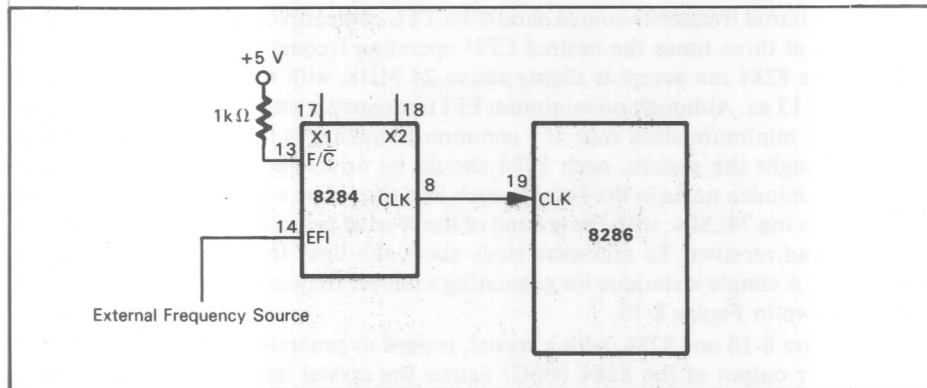 +5 V
1kΩ
17
18
X1
X2
13
F/C̅
8284
CLK
8
19
CLK
8286
14
EFI
External Frequency Source